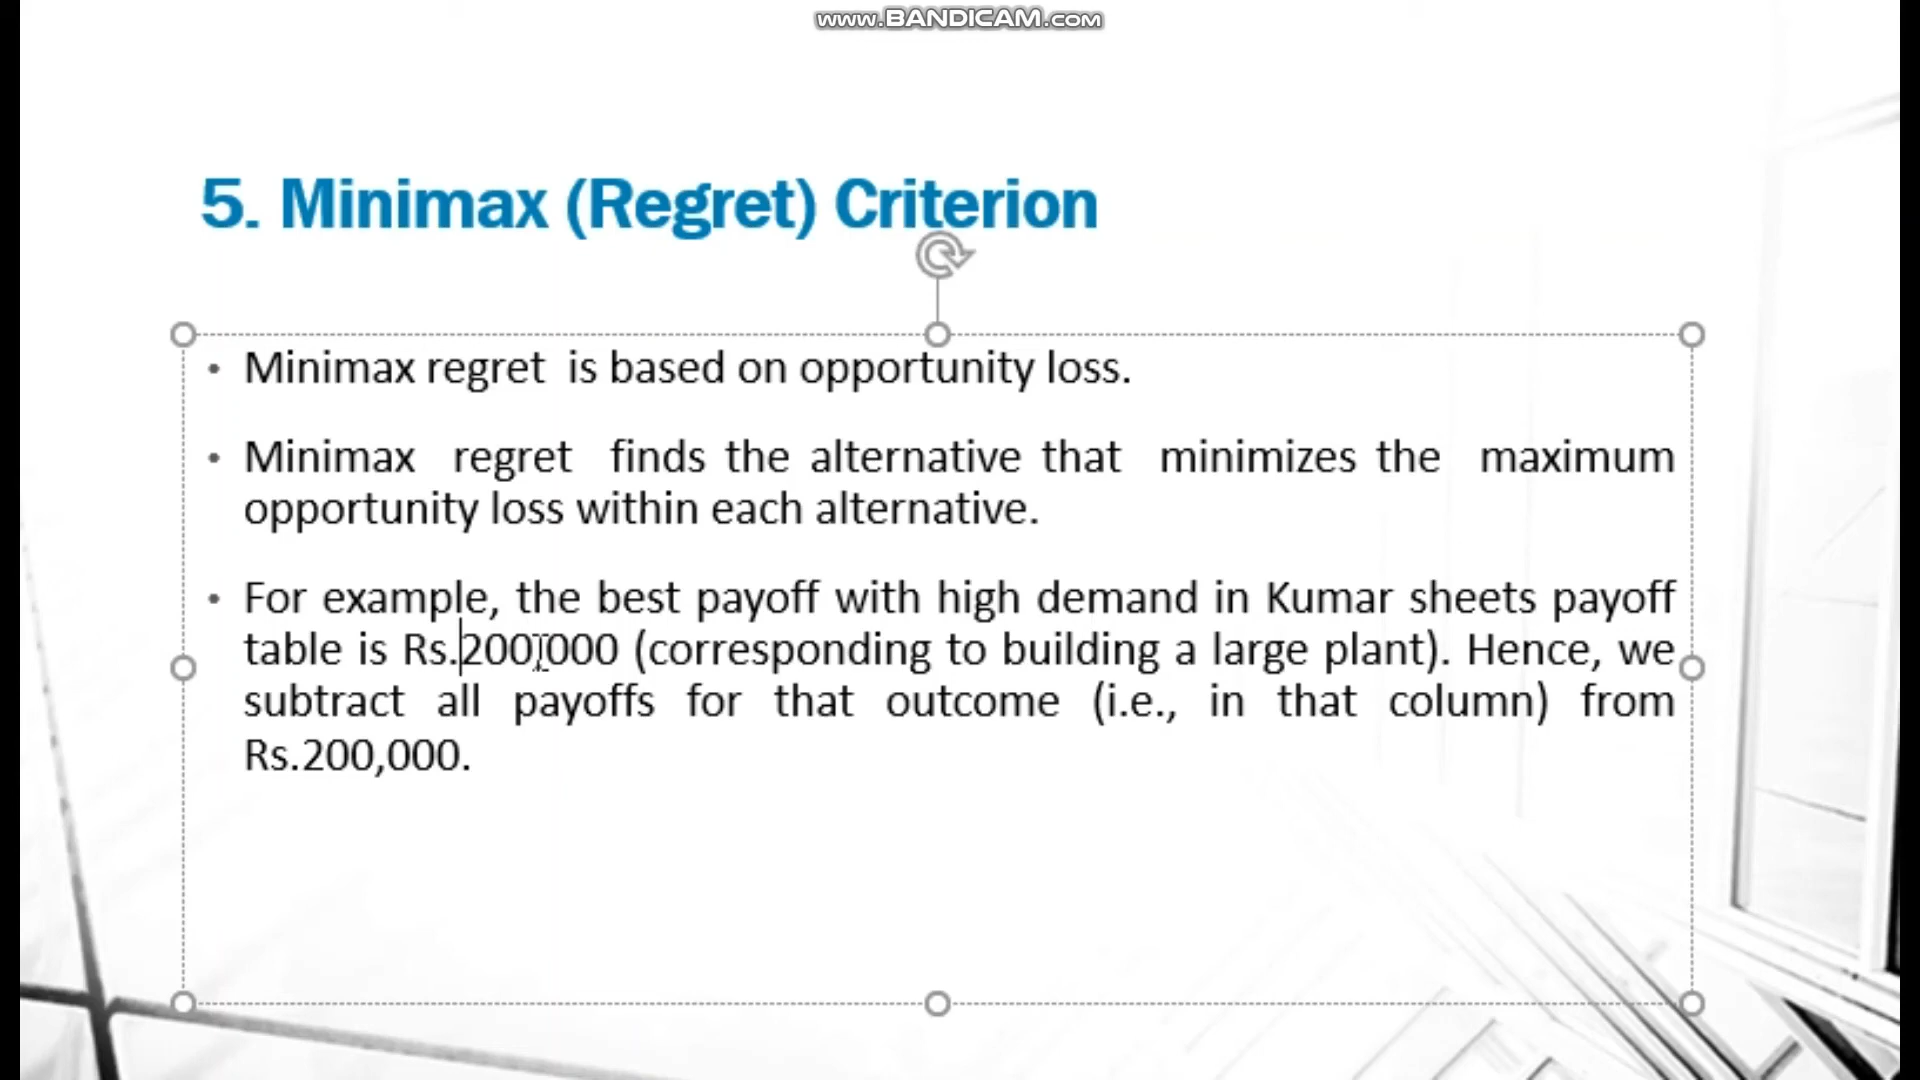 www.BANDICAM.com
5. Minimax (Regret) Criterion
• Minimax regret is based on opportunity loss.
• Minimax regret finds the alternative that minimizes the maximum
opportunity loss within each alternative.
• For example, the best payoff with high demand in Kumar sheets payoff
table is Rs.200,000 (corresponding to building a large plant). Hence, we
subtract all payoffs for that outcome (i.e., in that column) from
Rs.200,000.